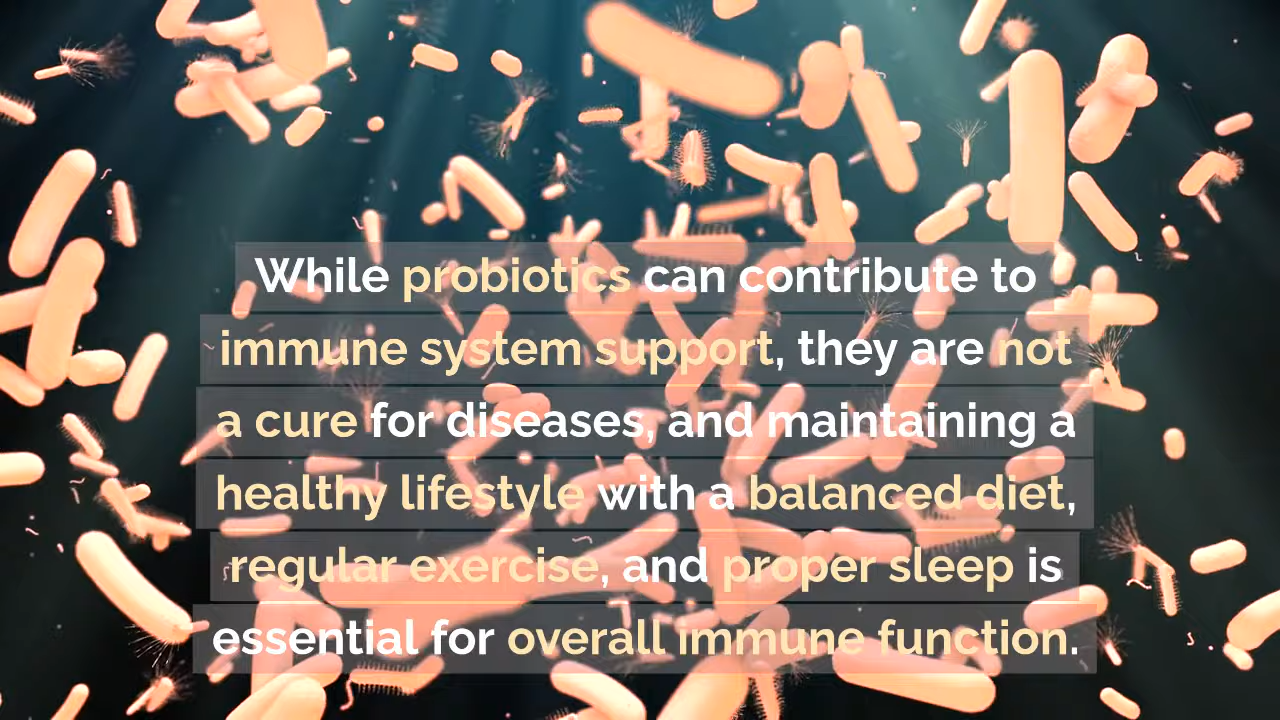 While probiotics can contribute to
immune system support, they are not
a cure for diseases, and maintaining a
healthy lifestyle with a balanced diet,
regular exercise, and proper sleep is
essential for overall immune function.